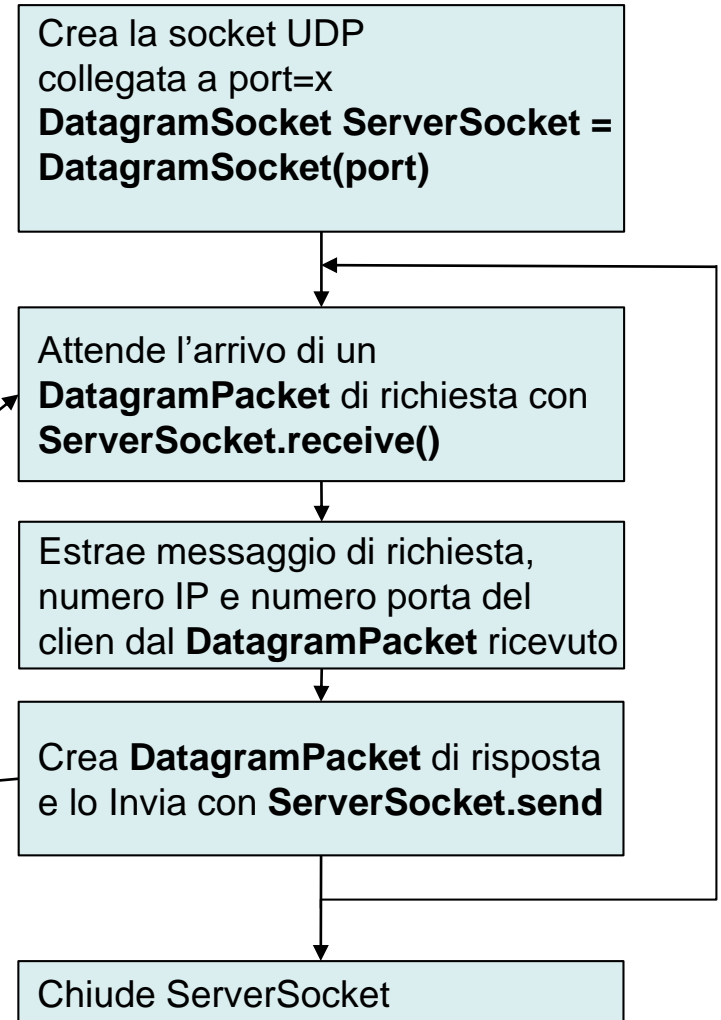 Crea la socket UDP
collegata a port=x
DatagramSocket ServerSocket =
DatagramSocket(port)
Attende l’arrivo di un
DatagramPacket di richiesta con
ServerSocket.receive()
Estrae messaggio di richiesta,
numero IP e numero porta del
clien dal DatagramPacket ricevuto
Crea DatagramPacket di risposta
e lo Invia con ServerSocket.send
Chiude ServerSocket